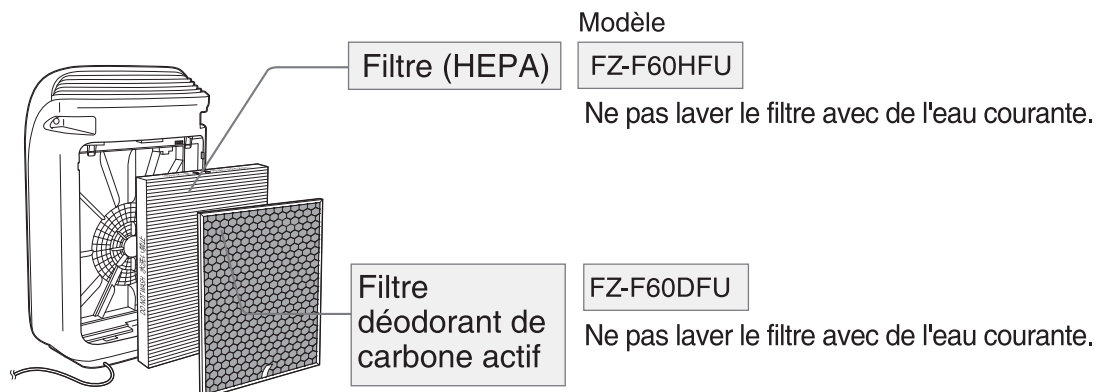 Modèle
Filtre (HEPA)
FZ-F60HFU
Ne pas laver le filtre avec de l'eau courante.
Filtre
déodorant de
carbone actif
FZ-F60DFU
Ne pas laver le filtre avec de l'eau courante.